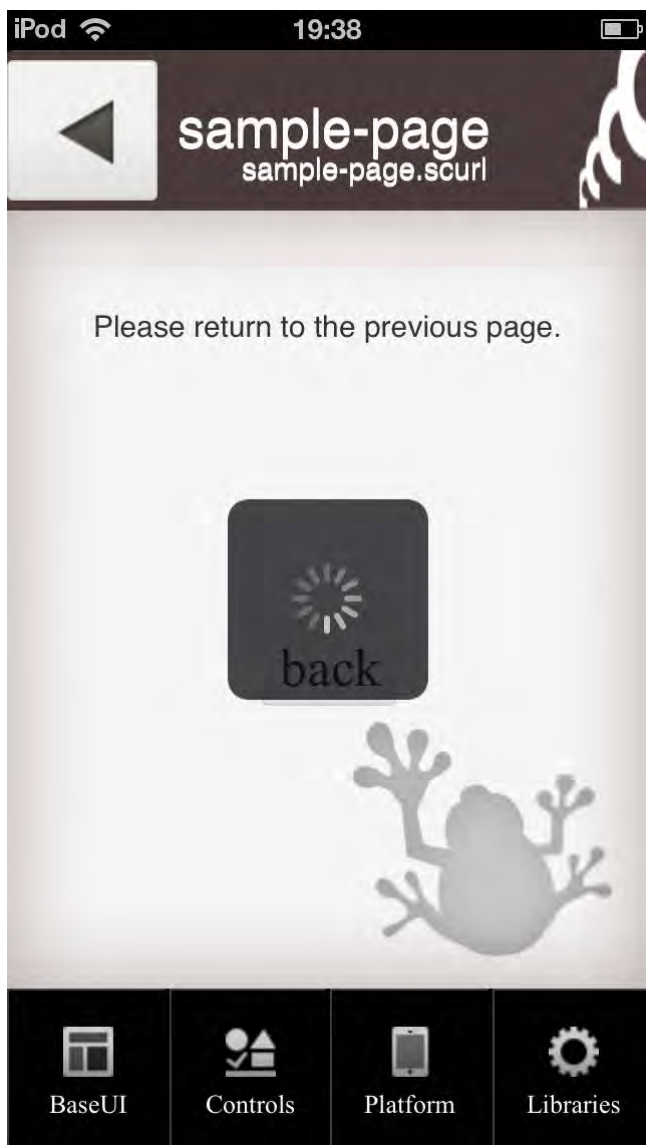 iPod 19:38
sample-page
sample-page.scurl
Please return to the previous page.
back
BaseUI Controls Platform Libraries